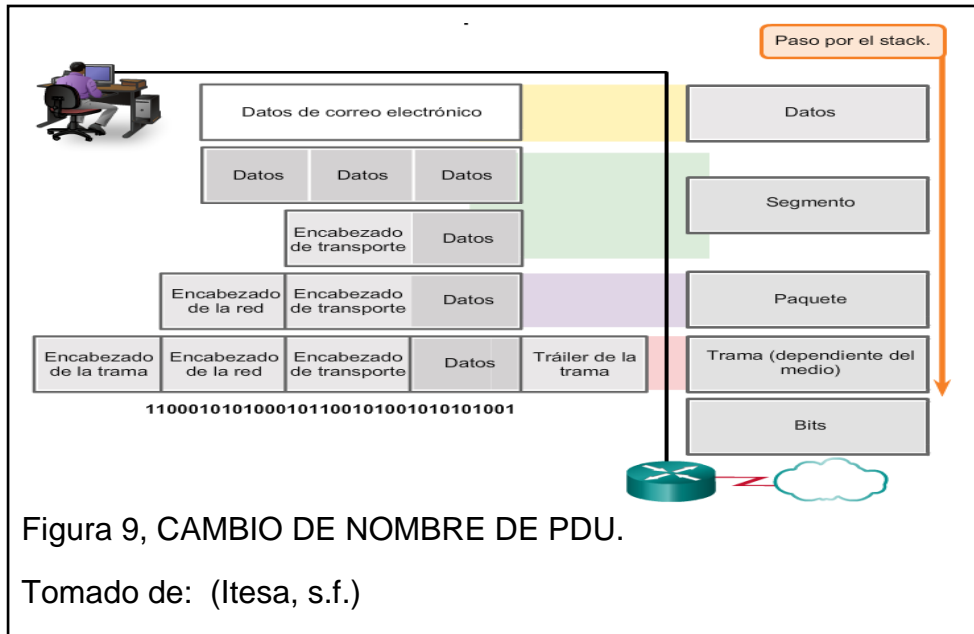 Paso por el stack.
Datos de correo electrónico
Datos
Datos
Datos
Datos
Segmento
Encabezado
de transporte
Datos
Encabezado
de la red
Encabezado
de transporte
Datos
Paquete
Encabezado
de la trama
Encabezado
de la red
Encabezado
de transporte
Datos
Tráiler de la
trama
Trama (dependiente del
medio)
1100010101000101100101001010101001
Bits
Figura 9, CAMBIO DE NOMBRE DE PDU.
Tomado de: (Itesa, s.f.)